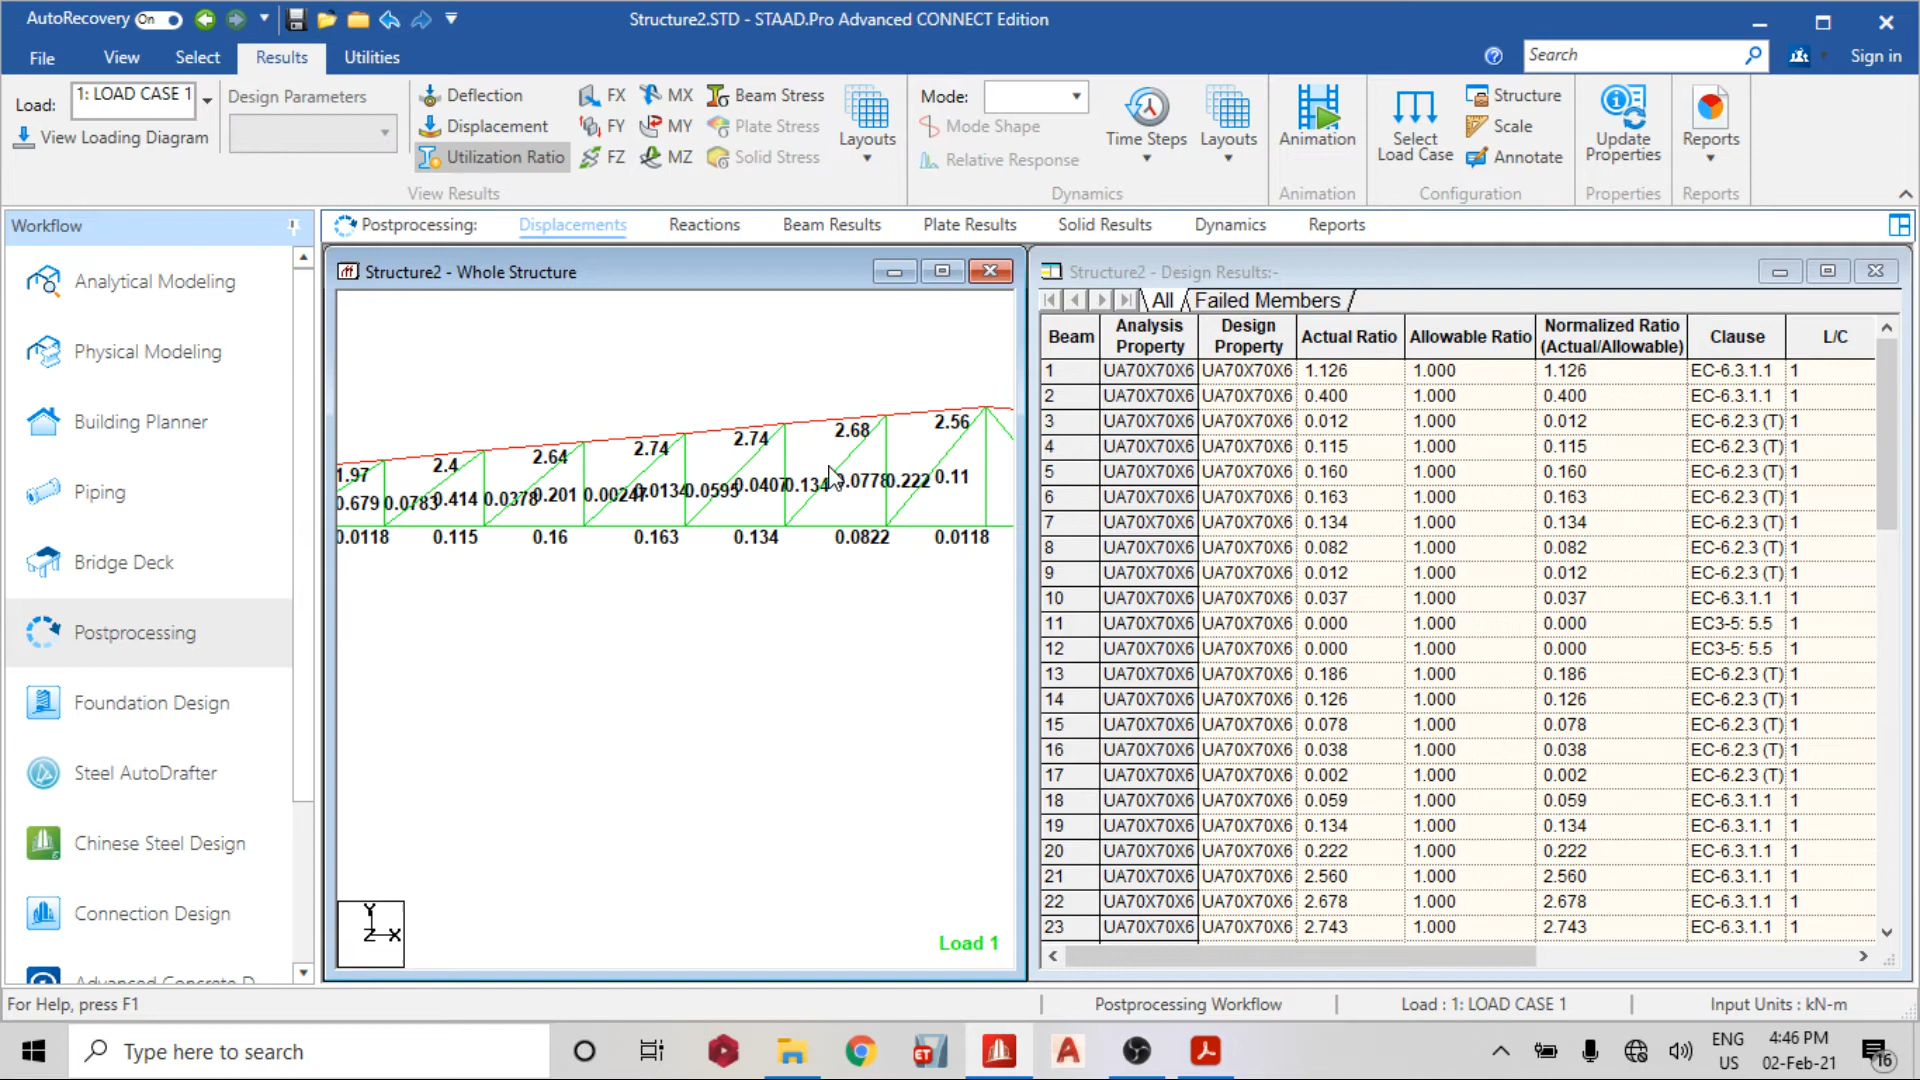 AutoRecovery On
Structure2.STD - STAAD.Pro Advanced CONNECT Edition
File View Select Results Utilities
Search
Sign in
Load: 1: LOAD CASE 1
View Loading Diagram
Design Parameters
Deflection
Displacement
Utilization Ratio
FX MX Beam Stress
FY MY Plate Stress
FZ MZ Solid Stress
Layouts
View Results
Mode:
Mode Shape
Relative Response
Time Steps
Layouts
Dynamics
Animation
Animation
Select
Load Case
Structure
Scale
Annotate
Configuration
Update
Properties
Properties
Reports
Reports
Workflow
Postprocessing: Displacements Reactions Beam Results Plate Results Solid Results Dynamics Reports
Analytical Modeling
Physical Modeling
Building Planner
Piping
Bridge Deck
Postprocessing
Foundation Design
Steel AutoDrafter
Chinese Steel Design
Connection Design
Structure2 - Whole Structure
1.97 2.4 2.64 2.74 2.74 2.68 2.56
0.679 0.0783 0.414 0.0378 0.201 0.0595 0.0407 0.134 0.0778 0.222 0.11
0.0118 0.115 0.16 0.163 0.134 0.0822 0.0118
Y
Z X
Load 1
Structure2 - Design Results:-
All Failed Members
Beam Analysis Property Design Property Actual Ratio Allowable Ratio Normalized Ratio (Actual/Allowable) Clause L/C
1 UA70X70X6 UA70X70X6 1.126 1.000 1.126 EC-6.3.1.1 1
2 UA70X70X6 UA70X70X6 0.400 1.000 0.400 EC-6.3.1.1 1
3 UA70X70X6 UA70X70X6 0.012 1.000 0.012 EC-6.2.3 (T) 1
4 UA70X70X6 UA70X70X6 0.115 1.000 0.115 EC-6.2.3 (T) 1
5 UA70X70X6 UA70X70X6 0.160 1.000 0.160 EC-6.2.3 (T) 1
6 UA70X70X6 UA70X70X6 0.163 1.000 0.163 EC-6.2.3 (T) 1
7 UA70X70X6 UA70X70X6 0.134 1.000 0.134 EC-6.2.3 (T) 1
8 UA70X70X6 UA70X70X6 0.082 1.000 0.082 EC-6.2.3 (T) 1
9 UA70X70X6 UA70X70X6 0.012 1.000 0.012 EC-6.2.3 (T) 1
10 UA70X70X6 UA70X70X6 0.037 1.000 0.037 EC-6.3.1.1 1
11 UA70X70X6 UA70X70X6 0.000 1.000 0.000 EC3-5: 5.5 1
12 UA70X70X6 UA70X70X6 0.000 1.000 0.000 EC3-5: 5.5 1
13 UA70X70X6 UA70X70X6 0.186 1.000 0.186 EC-6.2.3 (T) 1
14 UA70X70X6 UA70X70X6 0.126 1.000 0.126 EC-6.2.3 (T) 1
15 UA70X70X6 UA70X70X6 0.078 1.000 0.078 EC-6.2.3 (T) 1
16 UA70X70X6 UA70X70X6 0.038 1.000 0.038 EC-6.2.3 (T) 1
17 UA70X70X6 UA70X70X6 0.002 1.000 0.002 EC-6.2.3 (T) 1
18 UA70X70X6 UA70X70X6 0.059 1.000 0.059 EC-6.3.1.1 1
19 UA70X70X6 UA70X70X6 0.134 1.000 0.134 EC-6.3.1.1 1
20 UA70X70X6 UA70X70X6 0.222 1.000 0.222 EC-6.3.1.1 1
21 UA70X70X6 UA70X70X6 2.560 1.000 2.560 EC-6.3.1.1 1
22 UA70X70X6 UA70X70X6 2.678 1.000 2.678 EC-6.3.1.1 1
23 UA70X70X6 UA70X70X6 2.743 1.000 2.743 EC-6.3.1.1 1
For Help, press F1
Postprocessing Workflow
Load : 1: LOAD CASE 1
Input Units : kN-m
Type here to search
ET
ENG
US
4:46 PM
02-Feb-21
16